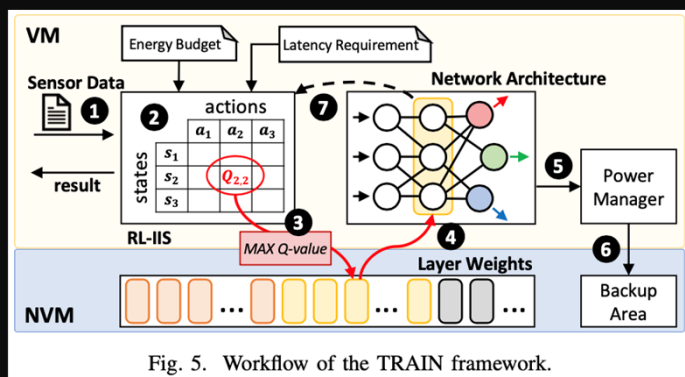 VM
Energy Budget
Latency Requirement
Sensor Data
Network Architecture
1
2
7
actions
a1 a2 a3
states
s1
s2
s3
Q2,2
result
RL-IIS
3
MAX Q-value
4
5
Power
Manager
6
Layer Weights
NVM
...
...
...
Backup
Area
Fig. 5. Workflow of the TRAIN framework.